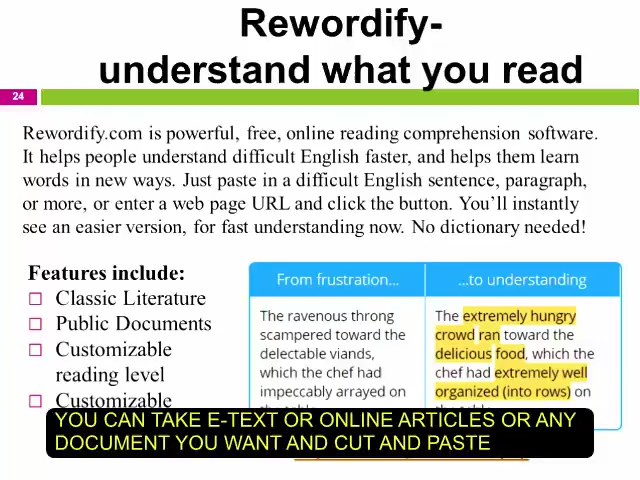 Rewordify-
understand what you read
24
Rewordify.com is powerful, free, online reading comprehension software.
It helps people understand difficult English faster, and helps them learn
words in new ways. Just paste in a difficult English sentence, paragraph,
or more, or enter a web page URL and click the button. You’ll instantly
see an easier version, for fast understanding now. No dictionary needed!
Features include:
Classic Literature
Public Documents
Customizable
reading level
Customizable
From frustration...
The ravenous throng
scampered toward the
delectable viands,
which the chef had
impeccably arrayed on
...to understanding
The extremely hungry
crowd ran toward the
delicious food, which the
chef had extremely well
organized (into rows) on
YOU CAN TAKE E-TEXT OR ONLINE ARTICLES OR ANY
DOCUMENT YOU WANT AND CUT AND PASTE